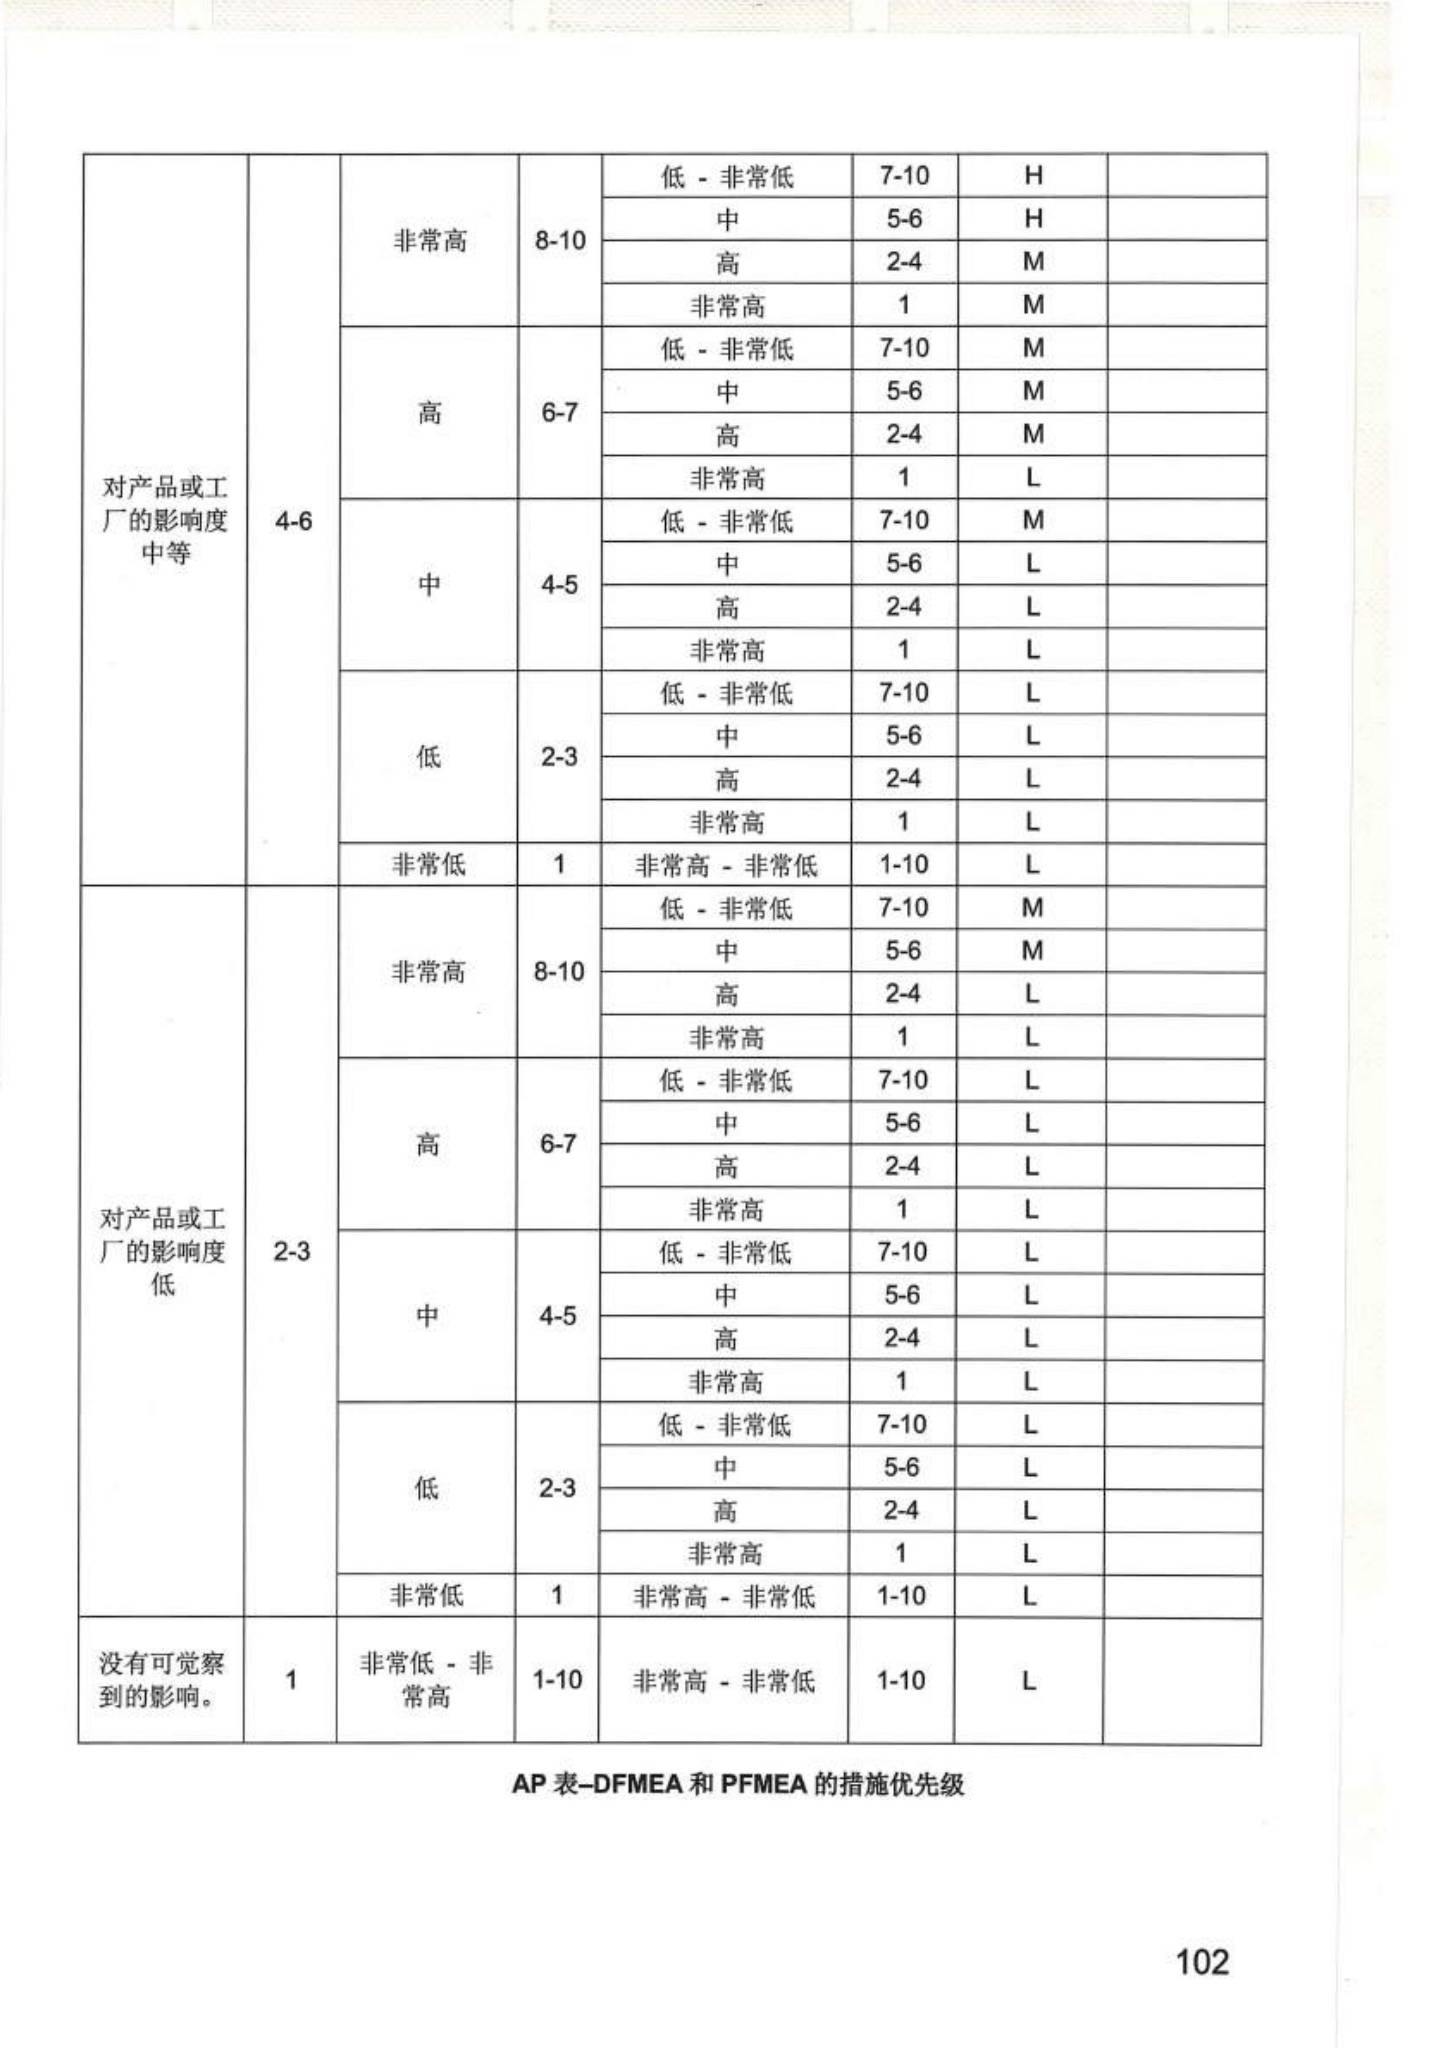 对产品或工
厂的影响度
中等
4-6
非常高
8-10
低 - 非常低 7-10 H
中 5-6 H
高 2-4 M
非常高 1 M
高
6-7
低 - 非常低 7-10 M
中 5-6 M
高 2-4 M
非常高 1 L
中
4-5
低 - 非常低 7-10 M
中 5-6 L
高 2-4 L
非常高 1 L
低
2-3
低 - 非常低 7-10 L
中 5-6 L
高 2-4 L
非常高 1 L
非常低 1 非常高 - 非常低 1-10 L
对产品或工
厂的影响度
低
2-3
非常高
8-10
低 - 非常低 7-10 M
中 5-6 M
高 2-4 L
非常高 1 L
高
6-7
低 - 非常低 7-10 L
中 5-6 L
高 2-4 L
非常高 1 L
中
4-5
低 - 非常低 7-10 L
中 5-6 L
高 2-4 L
非常高 1 L
低
2-3
低 - 非常低 7-10 L
中 5-6 L
高 2-4 L
非常高 1 L
非常低 1 非常高 - 非常低 1-10 L
没有可觉察
到的影响。
1
非常低 - 非
常高
1-10 非常高 - 非常低 1-10 L
AP 表–DFMEA 和 PFMEA 的措施优先级
102